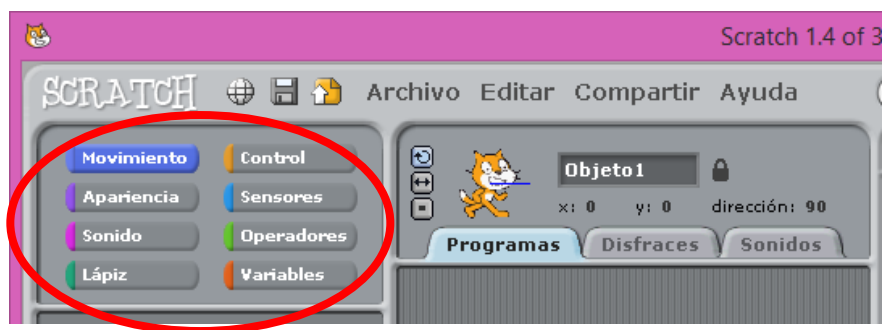 Scratch 1.4 of 3
SCRATCH Archivo Editar Compartir Ayuda
Movimiento Control
Apariencia Sensores
Sonido Operadores
Lápiz Variables
Objeto1
x: 0 y: 0 dirección: 90
Programas Disfraces Sonidos